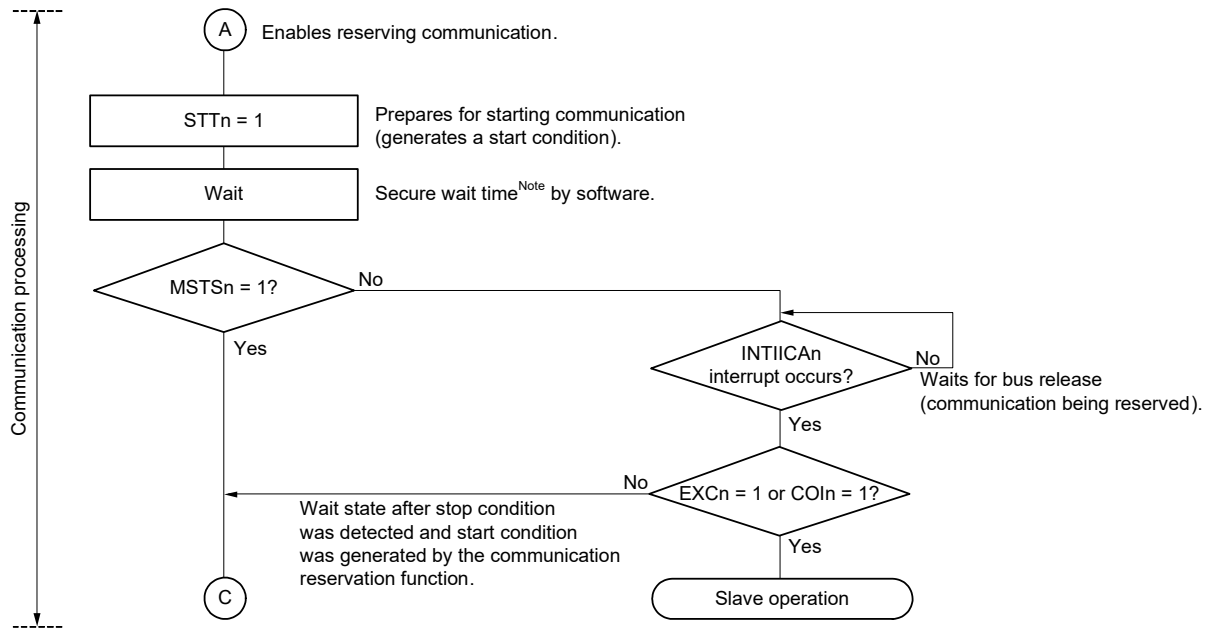 A
Enables reserving communication.
STTn = 1
Prepares for starting communication
(generates a start condition).
Wait
Secure wait timeNote by software.
MSTSn = 1?
No
Yes
INTIICAn
interrupt occurs?
No
Waits for bus release
(communication being reserved).
Yes
EXCn = 1 or COIn = 1?
No
Wait state after stop condition
was detected and start condition
was generated by the communication
reservation function.
Yes
C
Slave operation
Communication processing